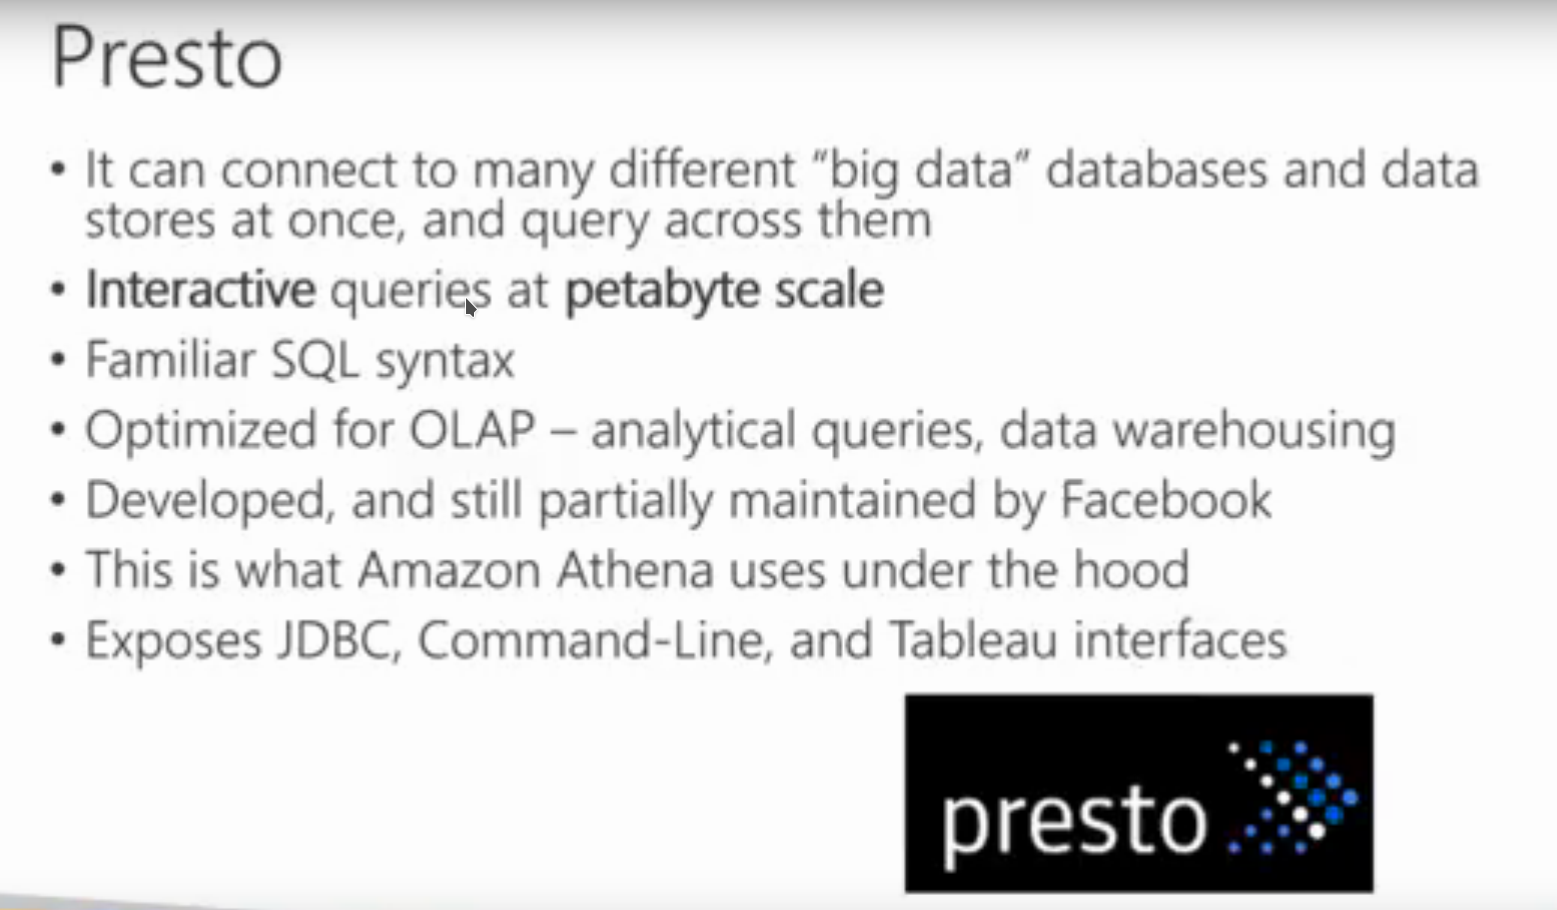 Presto
• It can connect to many different “big data” databases and data
stores at once, and query across them
• Interactive queries at petabyte scale
• Familiar SQL syntax
• Optimized for OLAP – analytical queries, data warehousing
• Developed, and still partially maintained by Facebook
• This is what Amazon Athena uses under the hood
• Exposes JDBC, Command-Line, and Tableau interfaces
presto